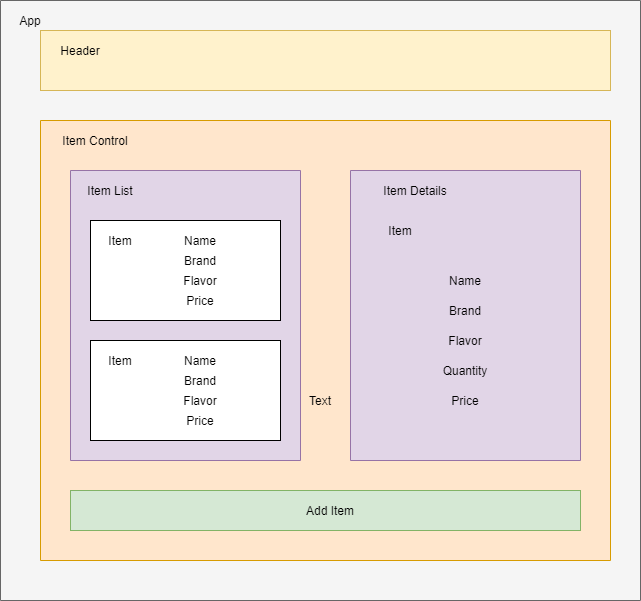 App
Header
Item Control
Item List
Item
Name
Brand
Flavor
Price
Item
Name
Brand
Flavor
Price
Text
Item Details
Item
Name
Brand
Flavor
Quantity
Price
Add Item